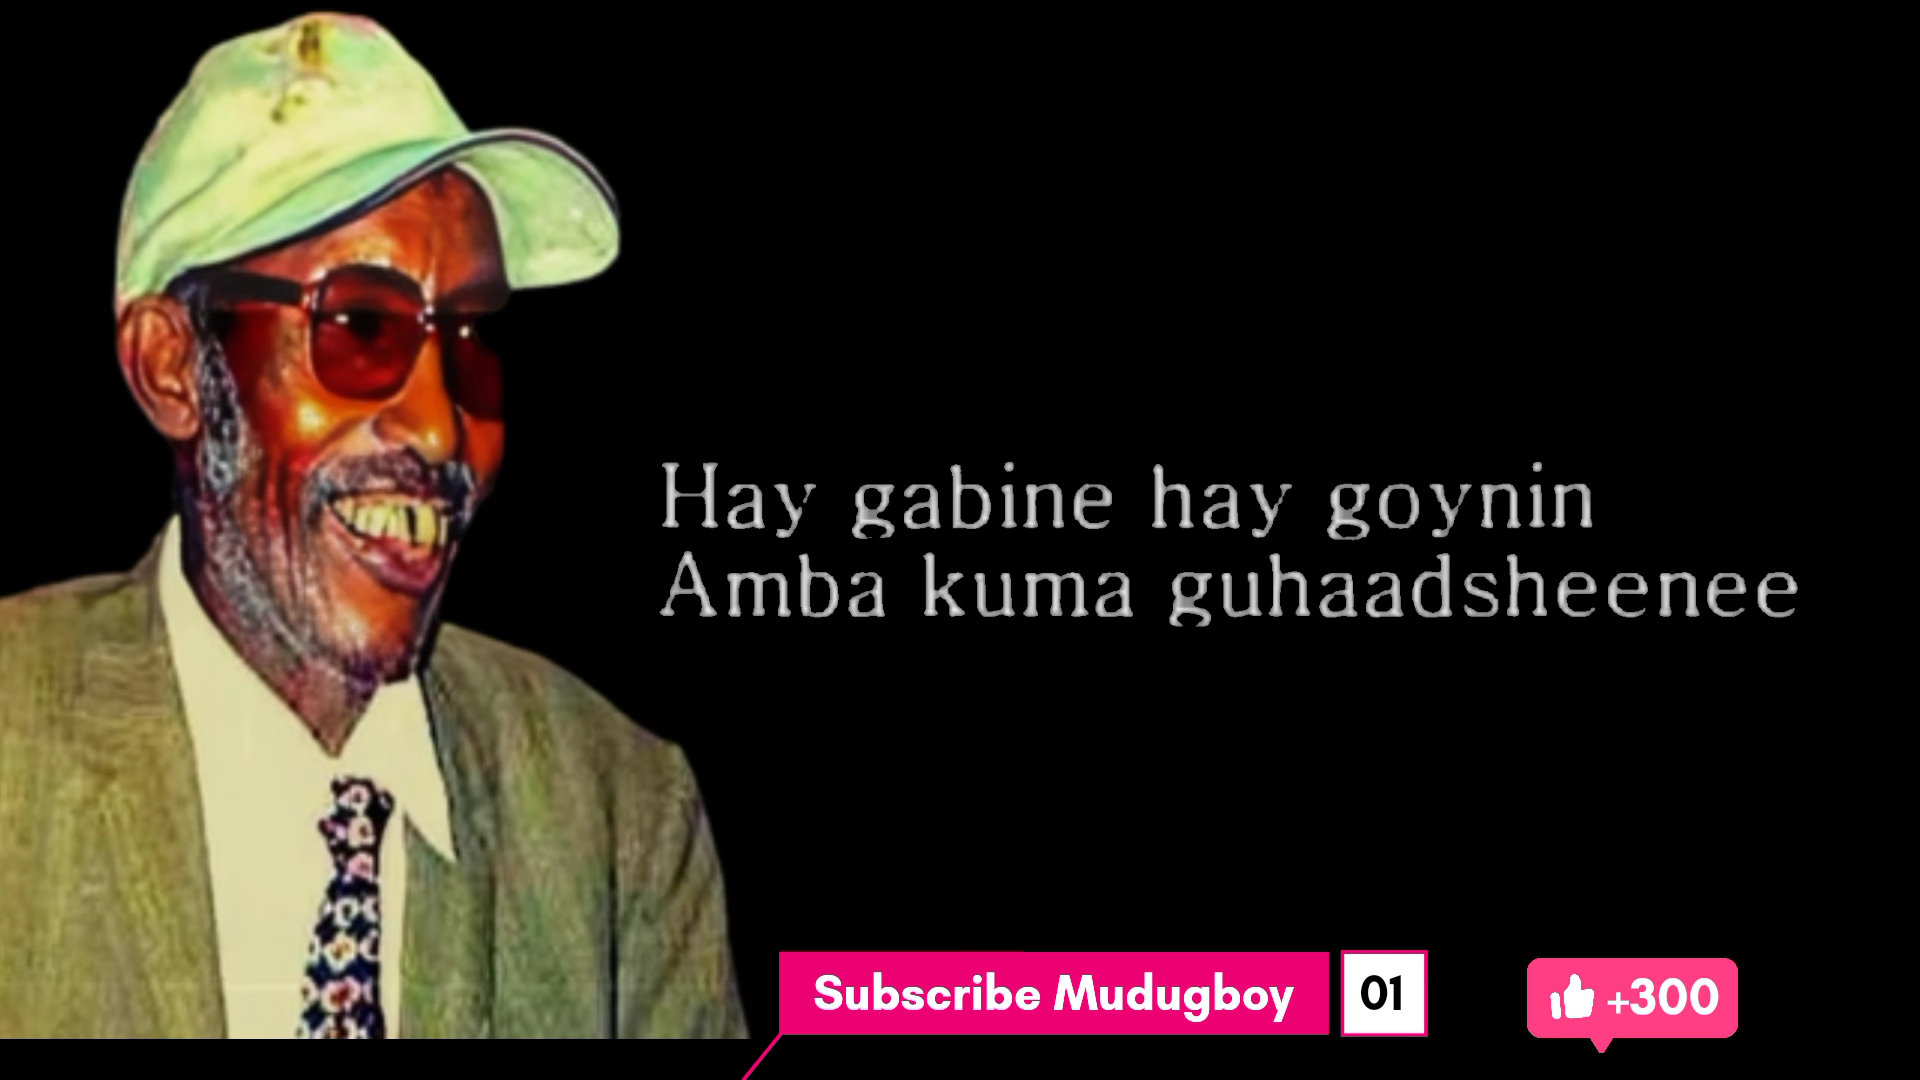 Hay gabine hay goynin
Amba kuma guhaadsheenee
Subscribe Mudugboy
01
+300